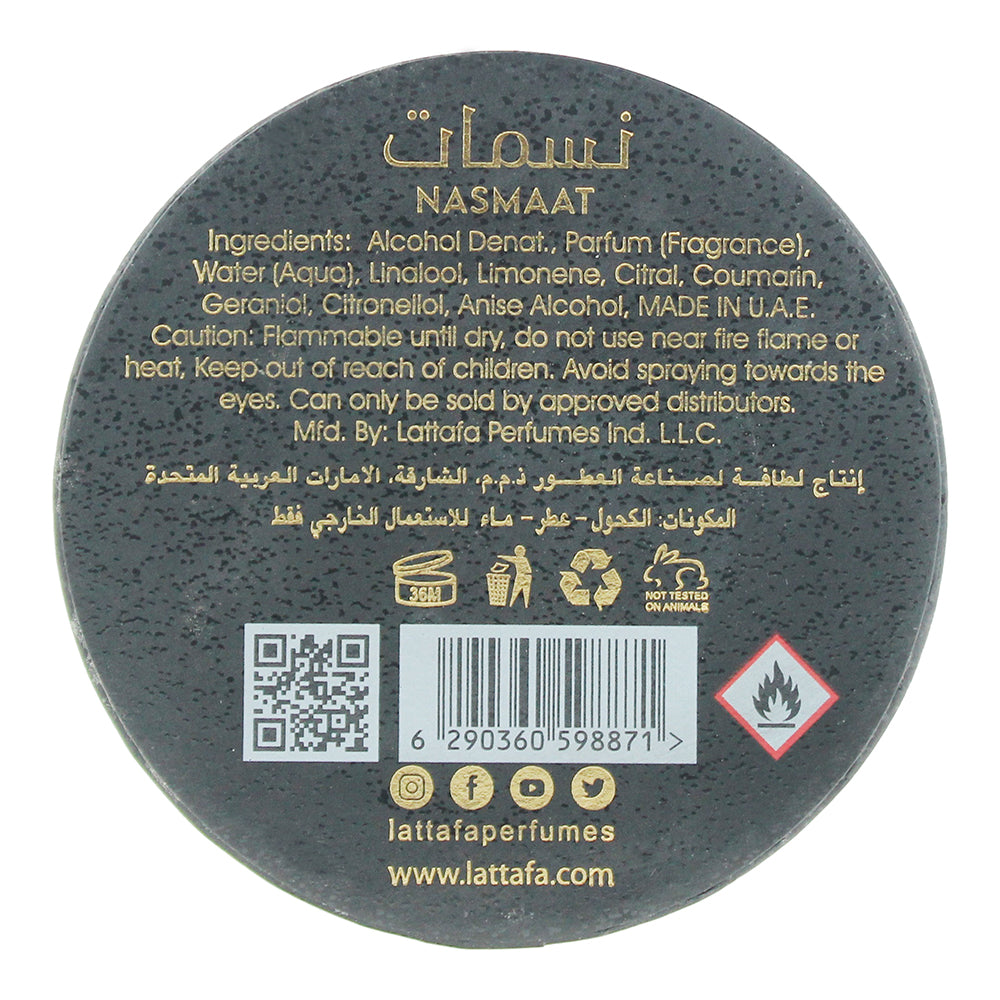 نسمات
NASMAAT
Ingredients: Alcohol Denat., Parfum (Fragrance),
Water (Aqua), Linalool, Limonene, Citral, Coumarin,
Geraniol, Citronellol, Anise Alcohol, MADE IN U.A.E.
Caution: Flammable until dry, do not use near fire flame or
heat, Keep out of reach of children. Avoid spraying towards the
eyes. Can only be sold by approved distributors.
Mfd. By: Lattafa Perfumes Ind. L.L.C.
إنتاج لطافة لصناعة العطور ذ.م.م. الشارقة، الامارات العربية المتحدة
المكونات: الكحول - عطر - ماء للاستعمال الخارجي فقط
36M
NOT TESTED
ON ANIMALS
6 290360 598871 >
lattafaperfumes
www.lattafa.com